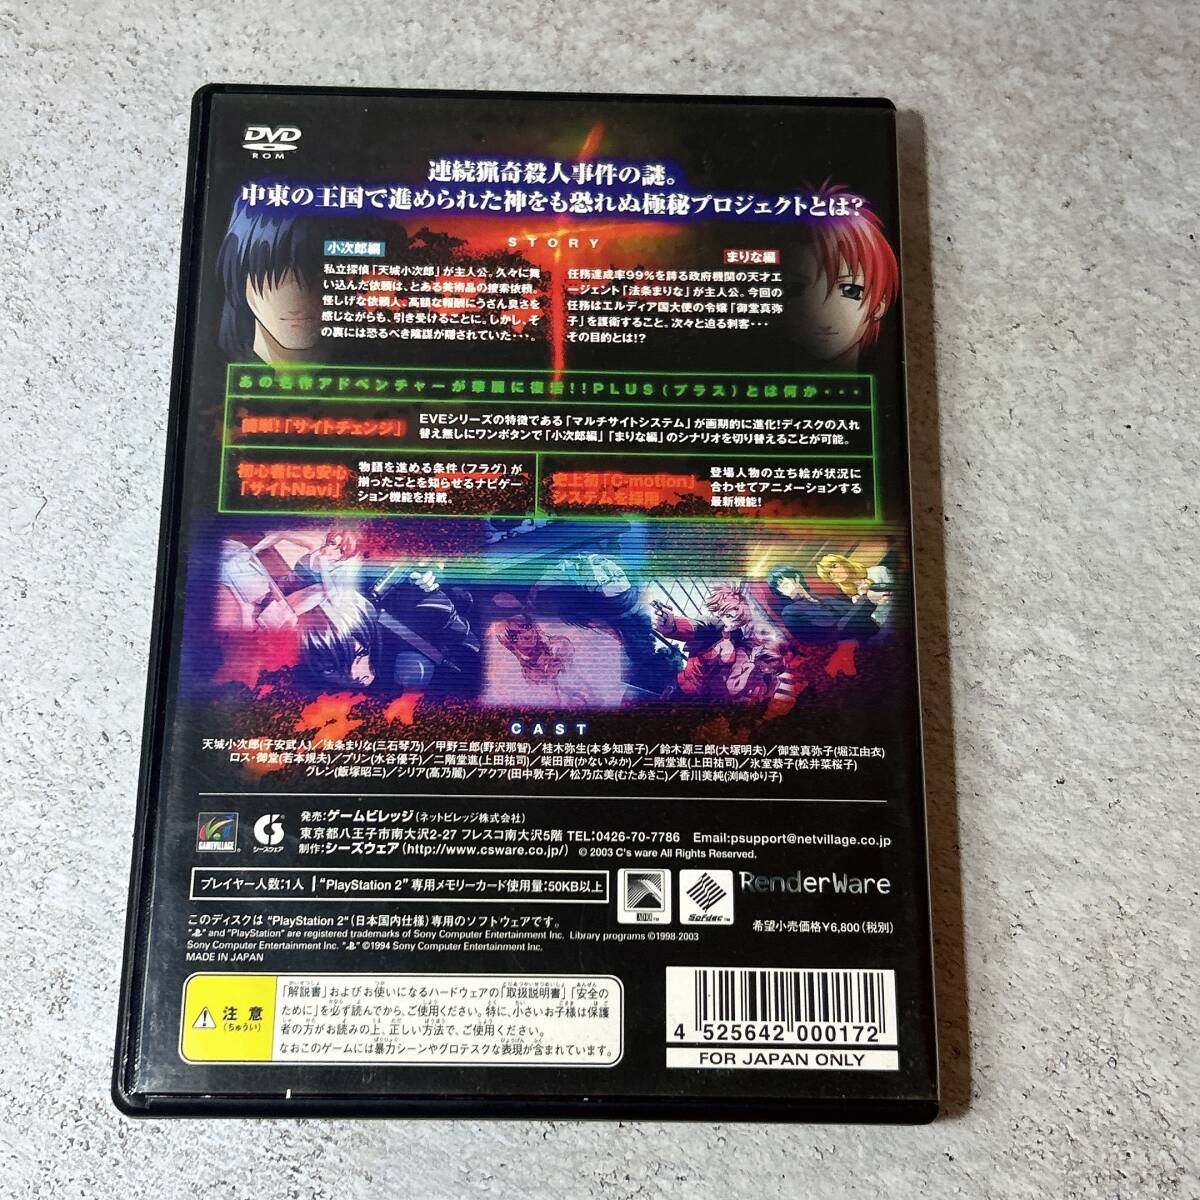 DVD
ROM
連続猟奇殺人事件の謎。
中東の王国で進められた神をも恐れぬ極秘プロジェクトとは?
STORY
小次郎編
私立探偵「天城小次郎」が主人公。久々に舞
い込んだ依頼は、とある美術品の捜索依頼。
怪しげな依頼人、高額な報酬にうさん臭さを
感じながらも、引き受けることに。しかし、そ
の裏には恐るべき陰謀が隠されていた・・・。
まりな編
任務達成率99%を誇る政府機関の天才エ
ージェント「法条まりな」が主人公。今回の
任務はエルディア国大使の令嬢「御堂真弥
子」を護衛すること。次々と迫る刺客・・・
その目的とは!?
あの名作アドベンチャーが華麗に復活!!PLUS(プラス)とは何か・・・
簡単!「サイトチェンジ」
EVEシリーズの特徴である「マルチサイトシステム」が画期的に進化!ディスクの入れ
替え無しにワンボタンで「小次郎編」「まりな編」のシナリオを切り替えることが可能。
初心者にも安心
「サイトNavi」
物語を進める条件(フラグ)が
揃ったことを知らせるナビゲー
ション機能を搭載。
史上初「C-motion」
システムを採用
登場人物の立ち絵が状況に
合わせてアニメーションする
最新機能!
CAST
天城小次郎(子安武人)/法条まりな(三石琴乃)/甲野三郎(野沢那智)/桂木弥生(本多知恵子)/鈴木源三郎(大塚明夫)/御堂真弥子(堀江由衣)
ロス・御堂(若本規夫)/プリン(水谷優子)/二階堂進(上田祐司)/柴田茜(かないみか)/二階堂進(上田祐司)/氷室恭子(松井菜桜子)
グレン(飯塚昭三)/シリア(高乃麗)/アクア(田中敦子)/松乃広美(むたあきこ)/香川美純(渕崎ゆり子)
GAMEVILLAGE
シーズウェア
発売:ゲームビレッジ(ネットビレッジ株式会社)
東京都八王子市南大沢2-27 フレスコ南大沢5階 TEL:0426-70-7786 Email:psupport@netvillage.co.jp
制作:シーズウェア(http://www.csware.co.jp/) © 2003 C's ware All Rights Reserved.
プレイヤー人数:1人 "PlayStation 2"専用メモリーカード使用量:50KB以上
ADX
Sofdec
RenderWare
このディスクは "PlayStation 2"(日本国内仕様)専用のソフトウェアです。
希望小売価格¥6,800(税別)
" " and "PlayStation" are registered trademarks of Sony Computer Entertainment Inc. Library programs ©1998-2003
Sony Computer Entertainment Inc. " " ©1994 Sony Computer Entertainment Inc.
MADE IN JAPAN
注意
(ちゅうい)
「解説書」およびお使いになるハードウェアの「取扱説明書」「安全の
ために」を必ず読んでから、ご使用ください。特に、小さいお子様は保護
者の方がお読みの上、正しい方法で、ご使用ください。
なおこのゲームには暴力シーンやグロテスクな表現が含まれています。
4 525642 000172
FOR JAPAN ONLY